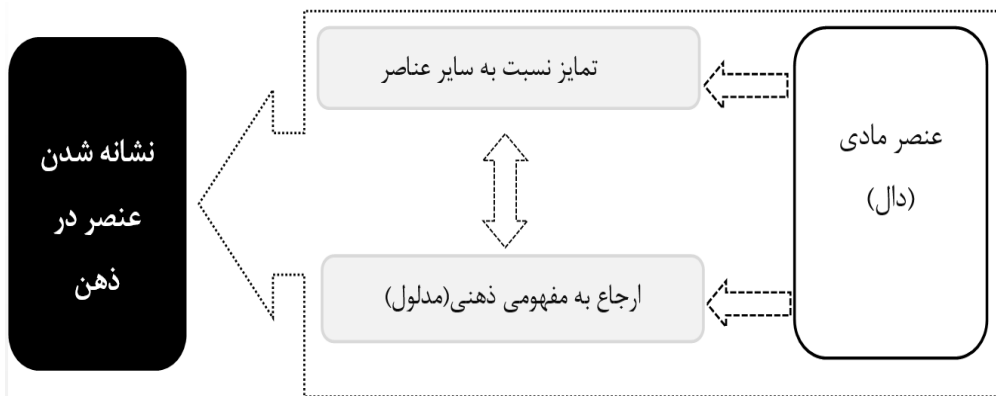 عنصر مادی
(دال)
تمایز نسبت به سایر عناصر
ارجاع به مفهومی ذهنی(مدلول)
نشانه شدن
عنصر در
ذهن